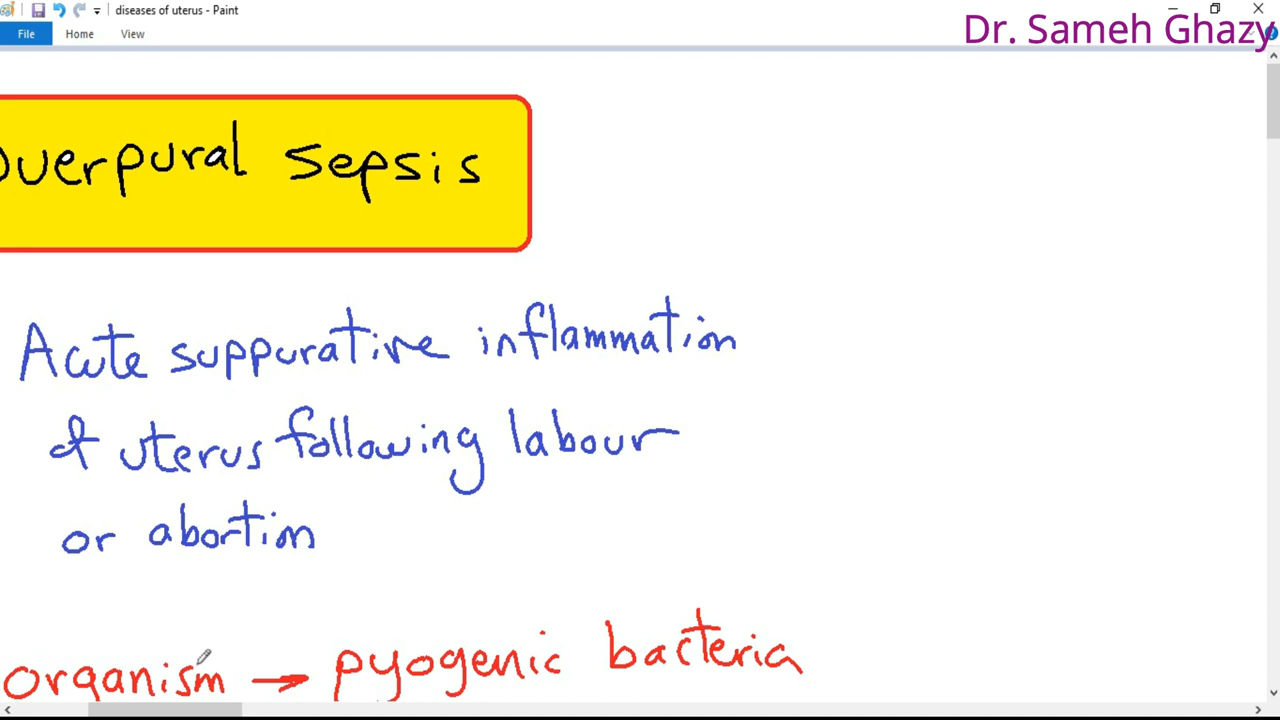 diseases of uterus - Paint
File Home View
Dr. Sameh Ghazy
uerpural sepsis
Acute suppurative inflammation
of uterus following labour
or abortion
organism → pyogenic bacteria